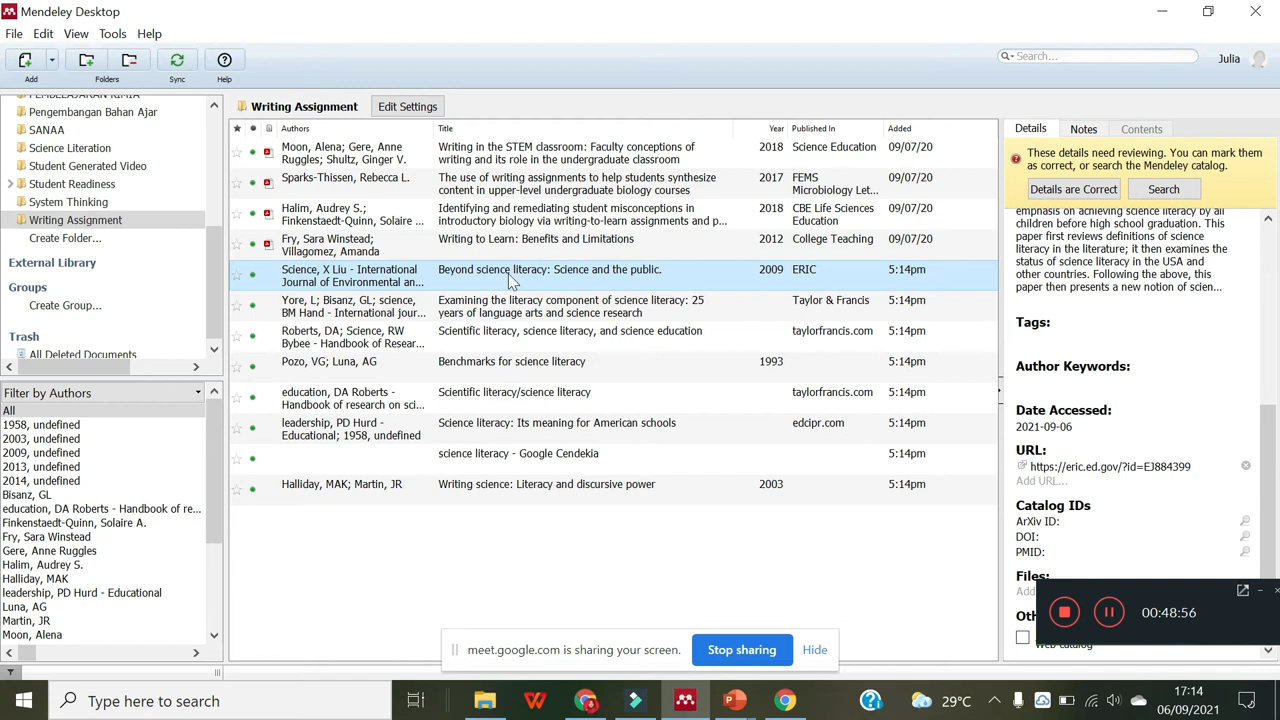 Mendeley Desktop
File Edit View Tools Help
Add Folders Sync Help
Search...
Julia
Pengembangan Bahan Ajar
SANAA
Science Literation
Student Generated Video
Student Readiness
System Thinking
Writing Assignment
Create Folder...
External Library
Groups
Create Group...
Trash
All Deleted Documents
Filter by Authors
All
1958, undefined
2003, undefined
2009, undefined
2013, undefined
2014, undefined
Bisanz, GL
education, DA Roberts - Handbook of re...
Finkenstaedt-Quinn, Solaire A.
Fry, Sara Winstead
Gere, Anne Ruggles
Halim, Audrey S.
Halliday, MAK
leadership, PD Hurd - Educational
Luna, AG
Martin, JR
Moon, Alena
Writing Assignment Edit Settings
Authors Title Year Published In Added
Moon, Alena; Gere, Anne Writing in the STEM classroom: Faculty conceptions of 2018 Science Education 09/07/20
Ruggles; Shultz, Ginger V. writing and its role in the undergraduate classroom
Sparks-Thissen, Rebecca L. The use of writing assignments to help students synthesize 2017 FEMS 09/07/20
content in upper-level undergraduate biology courses Microbiology Let...
Halim, Audrey S.; Identifying and remediating student misconceptions in 2018 CBE Life Sciences 09/07/20
Finkenstaedt-Quinn, Solaire ... introductory biology via writing-to-learn assignments and p... Education
Fry, Sara Winstead; Writing to Learn: Benefits and Limitations 2012 College Teaching 09/07/20
Villagomez, Amanda
Science, X Liu - International Beyond science literacy: Science and the public. 2009 ERIC 5:14pm
Journal of Environmental an...
Yore, L; Bisanz, GL; science, Examining the literacy component of science literacy: 25 Taylor & Francis 5:14pm
BM Hand - International jour... years of language arts and science research
Roberts, DA; Science, RW Scientific literacy, science literacy, and science education taylorfrancis.com 5:14pm
Bybee - Handbook of Resear...
Pozo, VG; Luna, AG Benchmarks for science literacy 1993 5:14pm
education, DA Roberts - Scientific literacy/science literacy taylorfrancis.com 5:14pm
Handbook of research on sci...
leadership, PD Hurd - Science literacy: Its meaning for American schools edcipr.com 5:14pm
Educational; 1958, undefined
science literacy - Google Cendekia 5:14pm
Halliday, MAK; Martin, JR Writing science: Literacy and discursive power 2003 5:14pm
Details Notes Contents
These details need reviewing. You can mark them
as correct, or search the Mendeley catalog.
Details are Correct Search
emphasis on achieving science literacy by all
children before high school graduation. This
paper first reviews definitions of science
literacy in the literature; it then examines the
status of science literacy in the USA and
other countries. Following the above, this
paper then presents a new notion of scien...
Tags:
Author Keywords:
Date Accessed:
2021-09-06
URL:
https://eric.ed.gov/?id=EJ884399
Add URL...
Catalog IDs
ArXiv ID:
DOI:
PMID:
Files:
00:48:56
meet.google.com is sharing your screen. Stop sharing Hide
Type here to search
29°C
17:14
06/09/2021